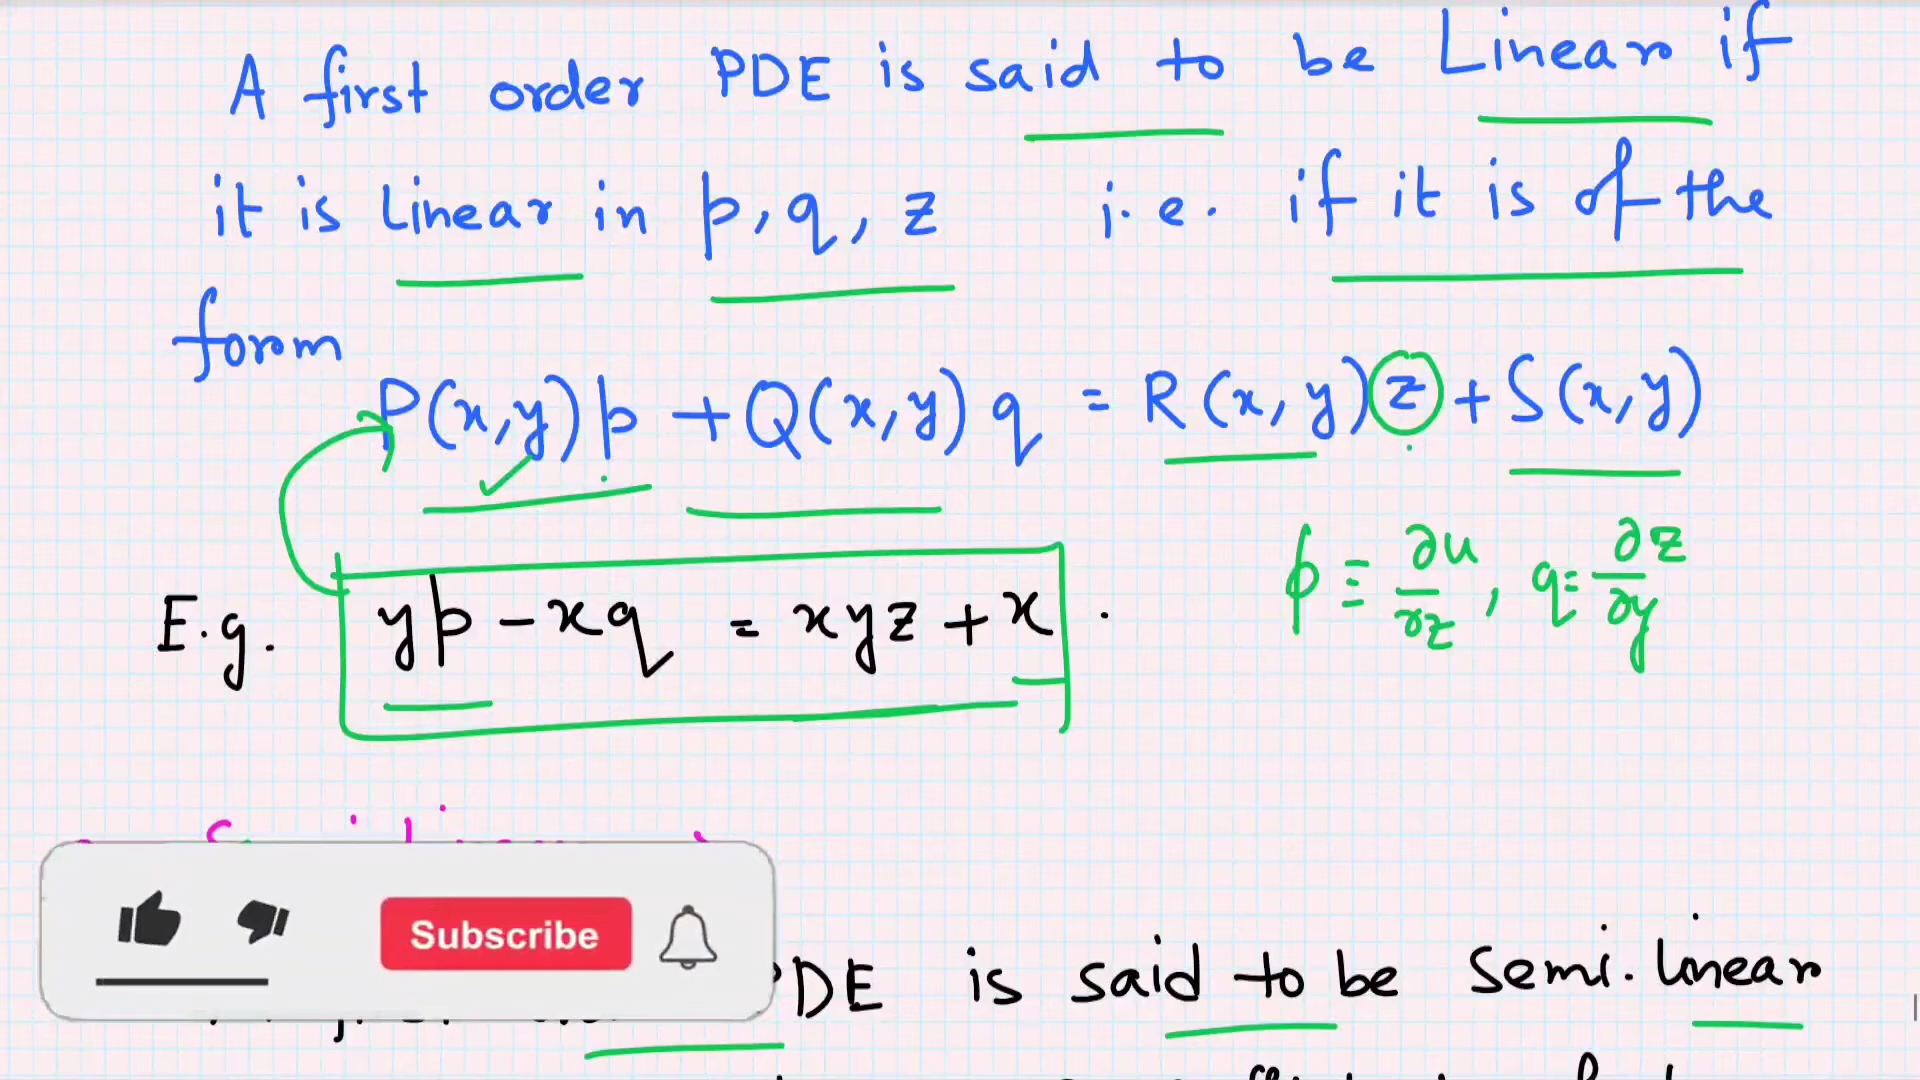 A first order PDE is said to be Linear if
it is Linear in p, q, z i.e. if it is of the
form
P(x,y)p + Q(x,y)q = R(x,y)z + S(x,y)
p ≡ ∂u/∂z, q = ∂z/∂y
E.g. yp - xq = xyz + x .
Subscribe
PDE is said to be Semi-linear